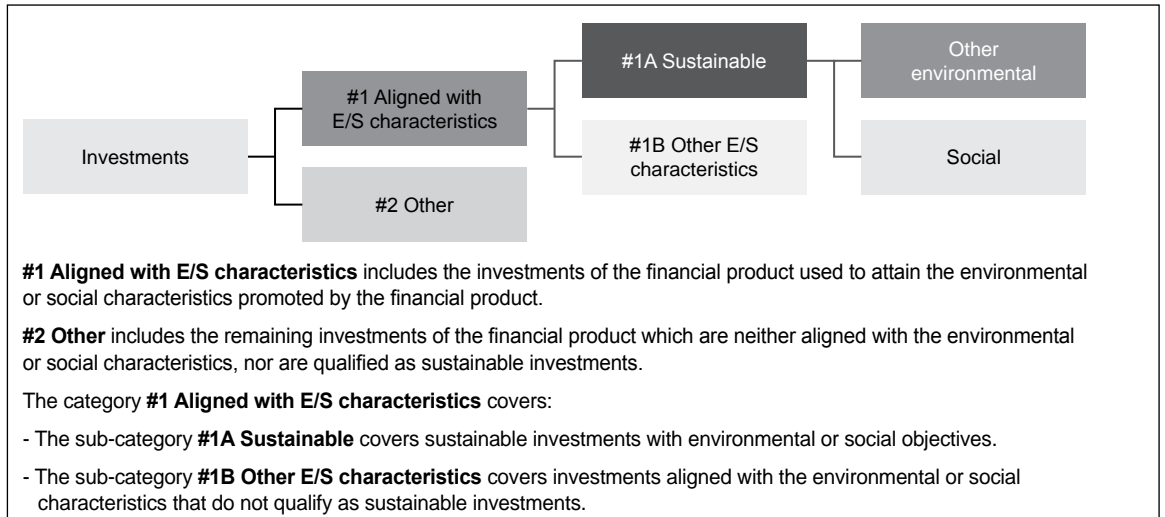 Investments
#1 Aligned with
E/S characteristics
#2 Other
#1A Sustainable
#1B Other E/S
characteristics
Other
environmental
Social
#1 Aligned with E/S characteristics includes the investments of the financial product used to attain the environmental
or social characteristics promoted by the financial product.
#2 Other includes the remaining investments of the financial product which are neither aligned with the environmental
or social characteristics, nor are qualified as sustainable investments.
The category #1 Aligned with E/S characteristics covers:
- The sub-category #1A Sustainable covers sustainable investments with environmental or social objectives.
- The sub-category #1B Other E/S characteristics covers investments aligned with the environmental or social
characteristics that do not qualify as sustainable investments.